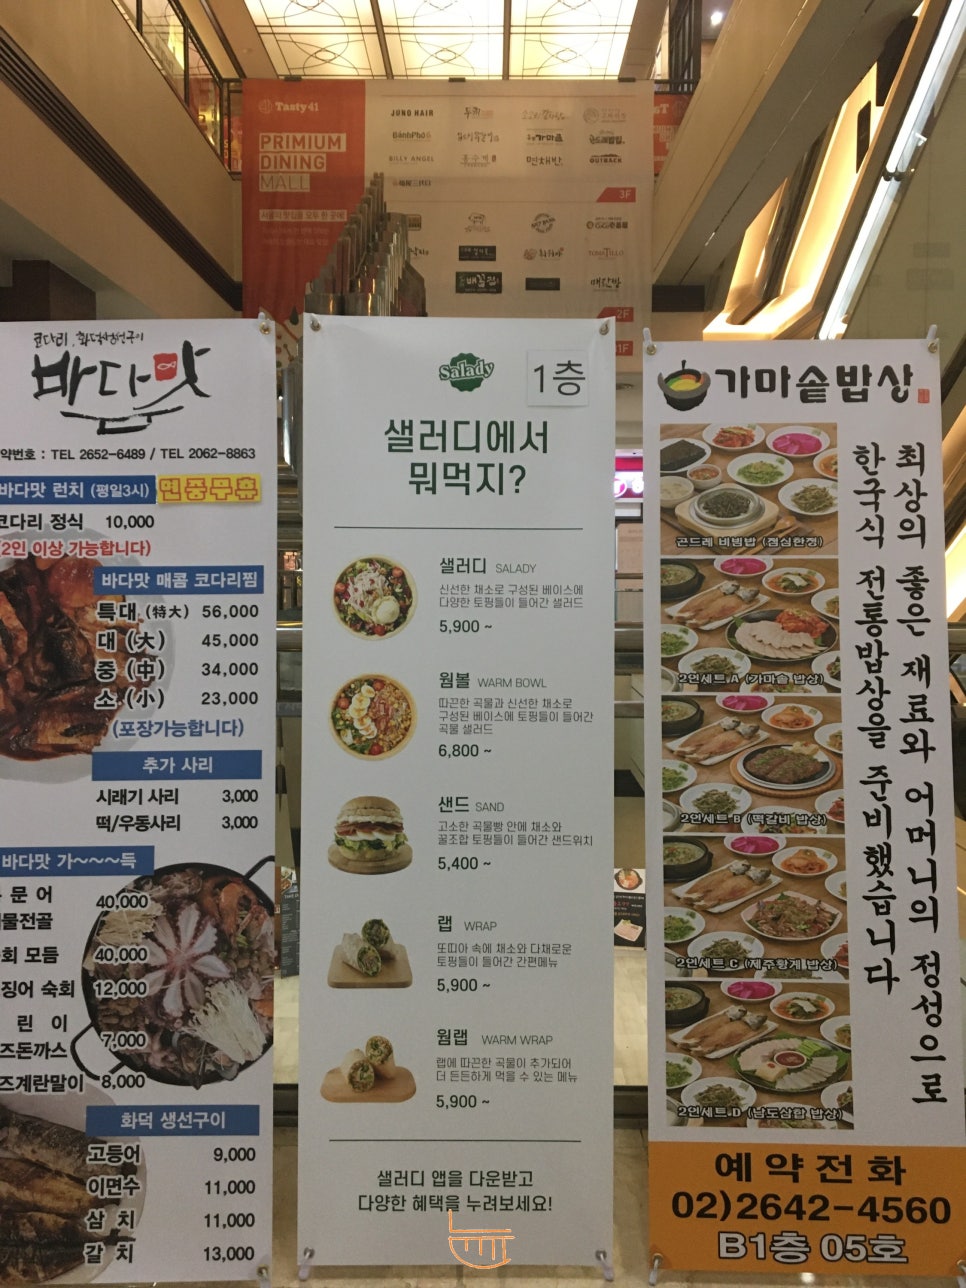 Tasty41
PRIMIUM
DINING
MALL
JUNO HAIR
BILLY ANGEL
OUTBACK
3F
TOMATILLO
2F
1F
코다리, 화덕생선구이
바다맛
약번호 : TEL 2652-6489 / TEL 2062-8863
바다맛 런치 (평일3시) 연중무휴
코다리 정식 10,000
(2인 이상 가능합니다)
바다맛 매콤 코다리찜
특대 (特大) 56,000
대 (大) 45,000
중 (中) 34,000
소 (小) 23,000
(포장가능합니다)
추가 사리
시래기 사리 3,000
떡/우동사리 3,000
바다맛 가~~~득
문어 40,000
물전골
회 모듬 40,000
징어 숙회 12,000
린 이 7,000
즈돈까스
즈계란말이 8,000
화덕 생선구이
고등어 9,000
이면수 11,000
삼 치 11,000
갈 치 13,000
Salady
1층
샐러디에서
뭐먹지?
샐러디 SALADY
신선한 채소로 구성된 베이스에
다양한 토핑들이 들어간 샐러드
5,900 ~
웜볼 WARM BOWL
따끈한 곡물과 신선한 채소로
구성된 베이스에 토핑들이 들어간
곡물 샐러드
6,800 ~
샌드 SAND
고소한 곡물빵 안에 채소와
꿀조합 토핑들이 들어간 샌드위치
5,400 ~
랩 WRAP
또띠아 속에 채소와 다채로운
토핑들이 들어간 간편메뉴
5,900 ~
웜랩 WARM WRAP
랩에 따끈한 곡물이 추가되어
더 든든하게 먹을 수 있는 메뉴
5,900 ~
샐러디 앱을 다운받고
다양한 혜택을 누려보세요!
가마솥밥상
최상의 좋은 재료와 어머니의 정성으로
한국식 전통밥상을 준비했습니다
곤드레 비빔밥 (점심한정)
2인세트 A (가마솥 밥상)
2인세트 B (떡갈비 밥상)
2인세트 C (제주황게 밥상)
2인세트 D (남도삼합 밥상)
예약전화
02)2642-4560
B1층 05호